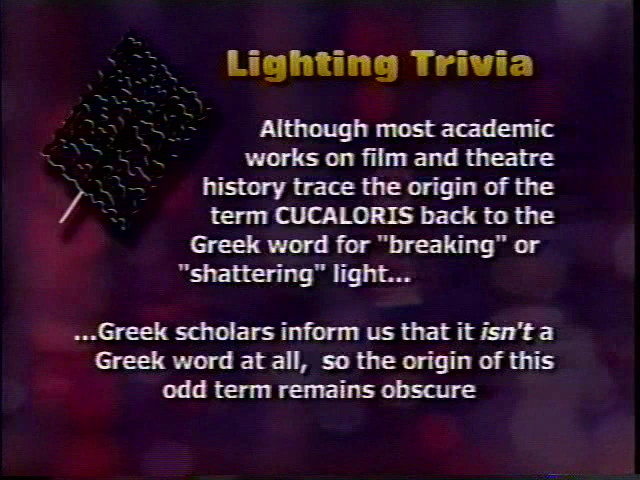 Lighting Trivia
Although most academic
works on film and theatre
history trace the origin of the
term CUCALORIS back to the
Greek word for "breaking" or
"shattering" light...
...Greek scholars inform us that it isn't a
Greek word at all, so the origin of this
odd term remains obscure